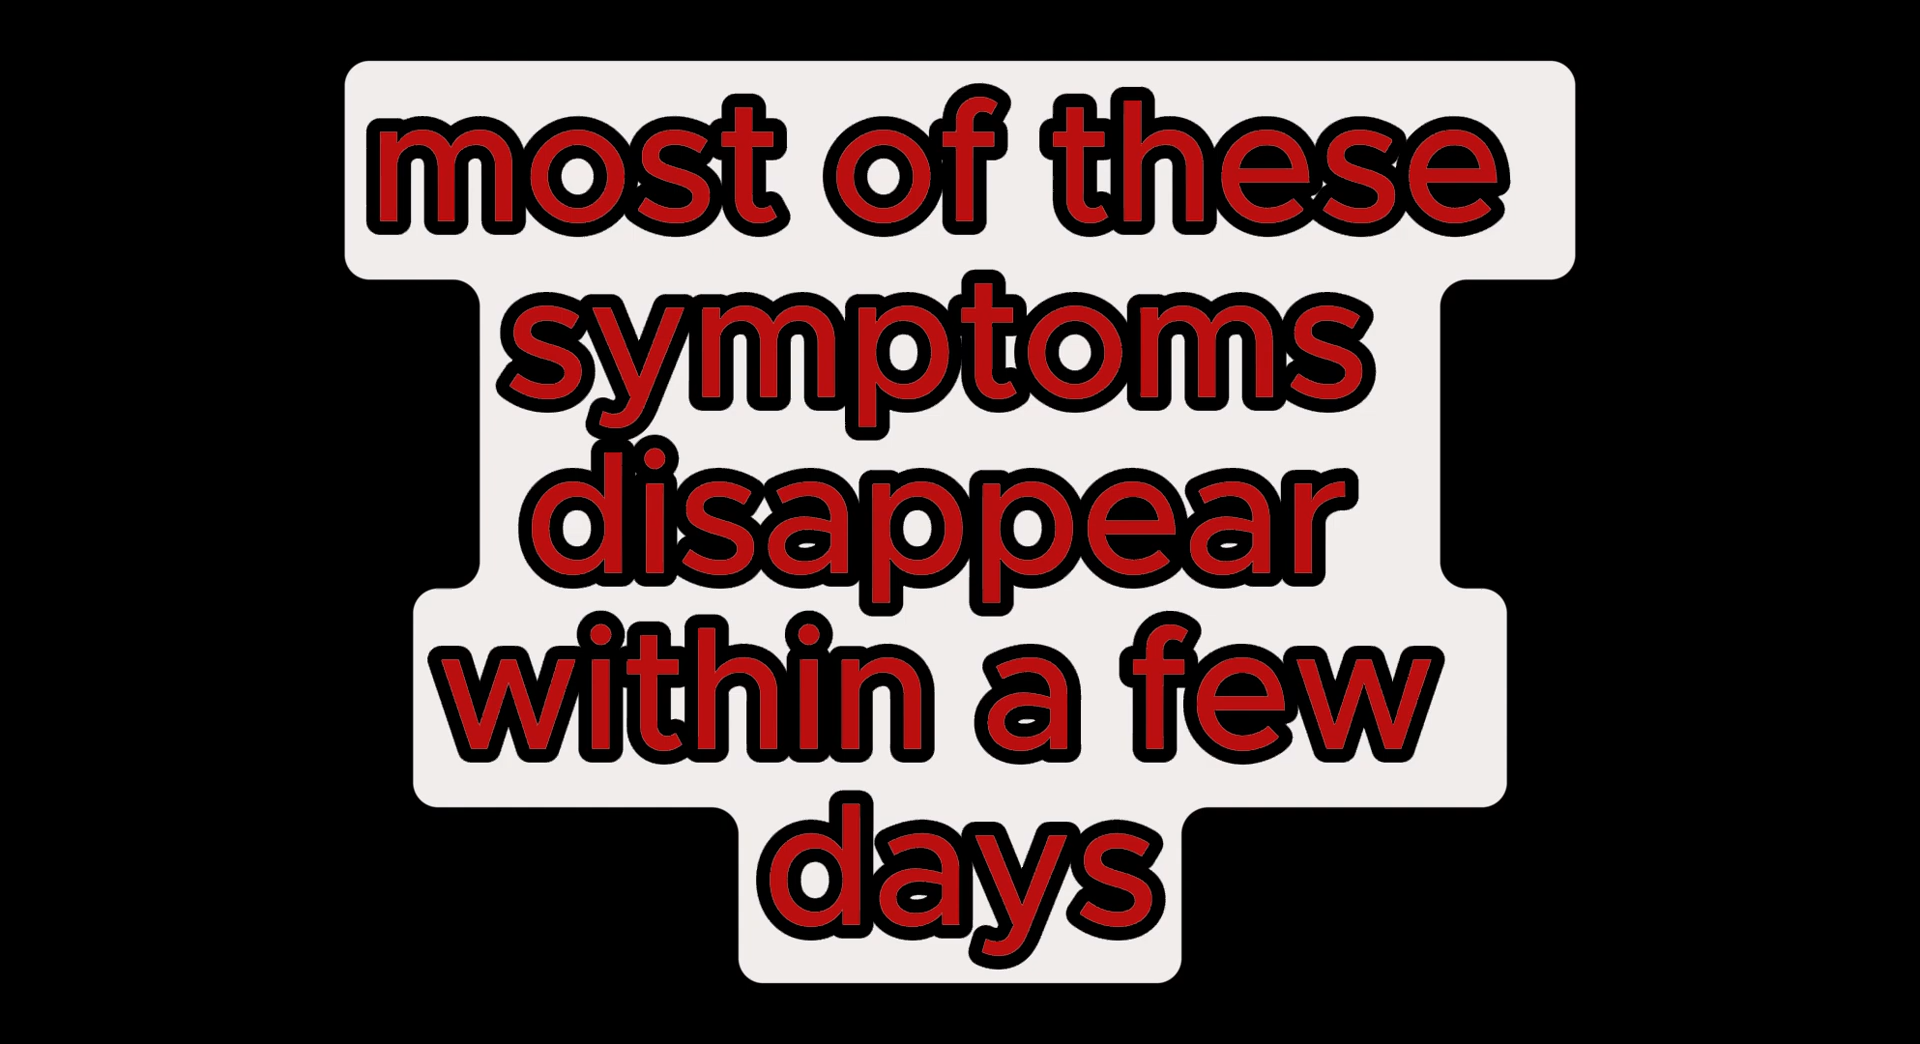 most of these
symptoms
disappear
within a few
days